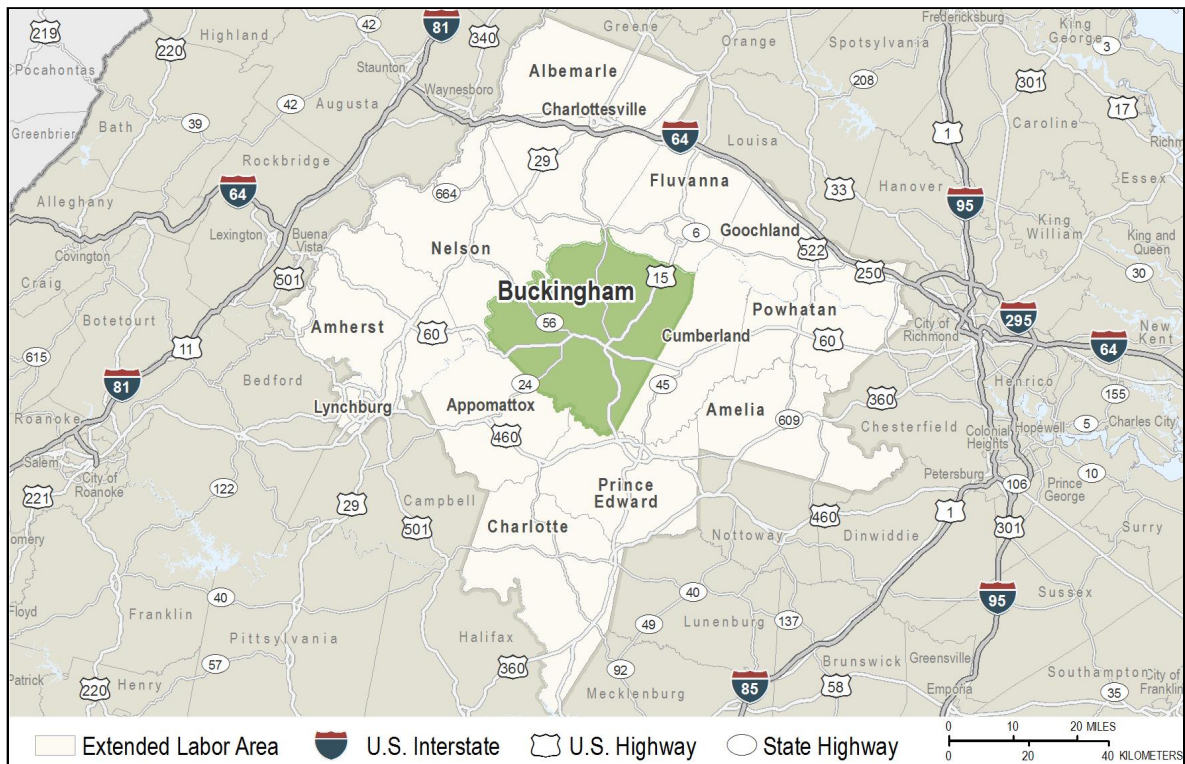 219
Highland
220
42
81
340
Greene
Orange
Fredericksburg
Spotsylvania
King
George
3
Pocahontas
Staunton
Albemarle
208
301
17
Augusta
Waynesboro
Charlottesville
Caroline
Greenbrier
Bath
42
39
64
1
Louisa
Rockbridge
29
Essex
Alleghany
64
664
Fluvanna
33
Hanover
95
King
William
Lexington
Buena
Vista
Nelson
6
Goochland
522
King and
Queen
Covington
501
15
250
30
Craig
Buckingham
Botetourt
Amherst
56
Powhatan
City of
Richmond
295
New
Kent
60
Cumberland
60
64
615
11
81
Bedford
24
45
Henrico
155
Roanoke
Lynchburg
Appomattox
Amelia
360
Chesterfield
Charles City
460
609
Colonial
Heights
Hopewell
5
Salem
City of
Roanoke
Petersburg
10
221
122
Campbell
Prince
Edward
106
Prince
George
29
501
Charlotte
460
1
301
Surry
Nottoway
Dinwiddie
Floyd
Franklin
40
40
95
Sussex
Pittsylvania
Halifax
49
Lunenburg
137
57
360
92
Brunswick
Greensville
Southampton
City of
Franklin
Patrick
220
Henry
Mecklenburg
85
58
Emporia
35
0 10 20 MILES
Extended Labor Area
U.S. Interstate
U.S. Highway
State Highway
0 20 40 KILOMETERS